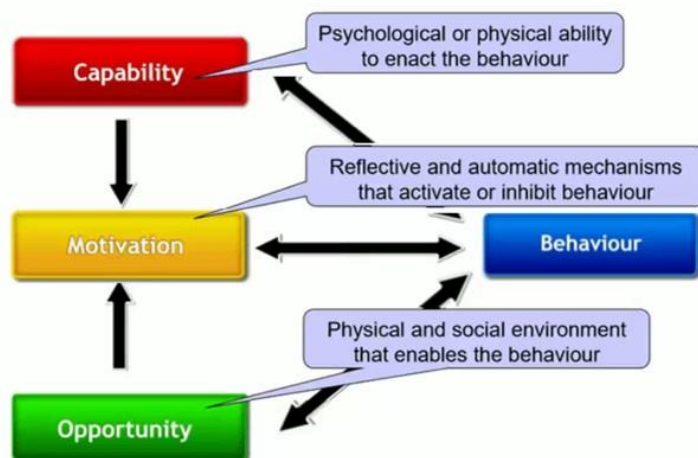 Psychological or physical ability
to enact the behaviour
Capability
Reflective and automatic mechanisms
that activate or inhibit behaviour
Motivation
Behaviour
Physical and social environment
that enables the behaviour
Opportunity